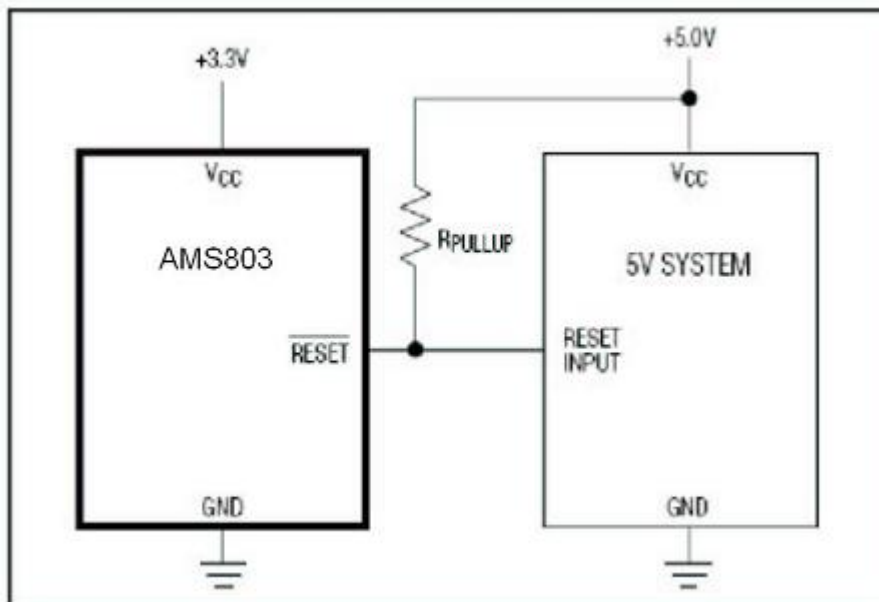 +3.3V
+5.0V
VCC
VCC
AMS803
RPULLUP
5V SYSTEM
RESET
RESET
INPUT
GND
GND